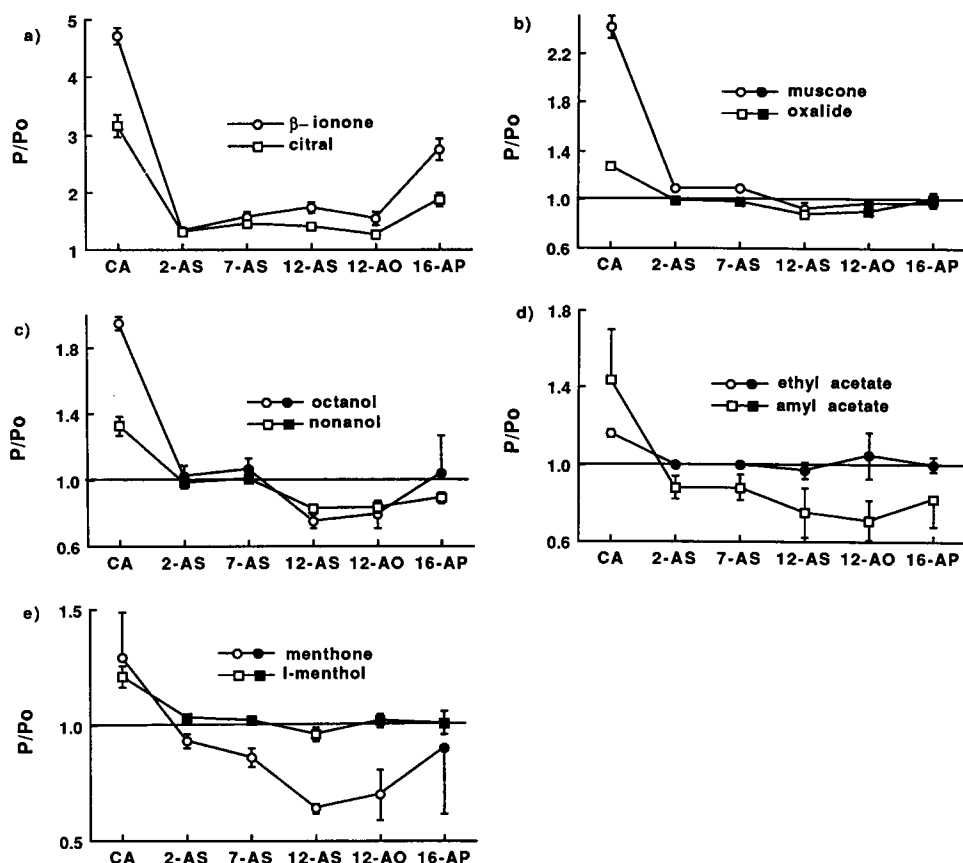 a)
5
4
3
2
1
P/Po
β-ionone
citral
CA 2-AS 7-AS 12-AS 12-AO 16-AP
b)
2.2
1.8
1.4
1.0
0.6
P/Po
muscone
oxalide
CA 2-AS 7-AS 12-AS 12-AO 16-AP
c)
1.8
1.4
1.0
0.6
P/Po
octanol
nonanol
CA 2-AS 7-AS 12-AS 12-AO 16-AP
d)
1.8
1.4
1.0
0.6
P/Po
ethyl acetate
amyl acetate
CA 2-AS 7-AS 12-AS 12-AO 16-AP
e)
1.5
1.0
0.5
P/Po
menthone
l-menthol
CA 2-AS 7-AS 12-AS 12-AO 16-AP